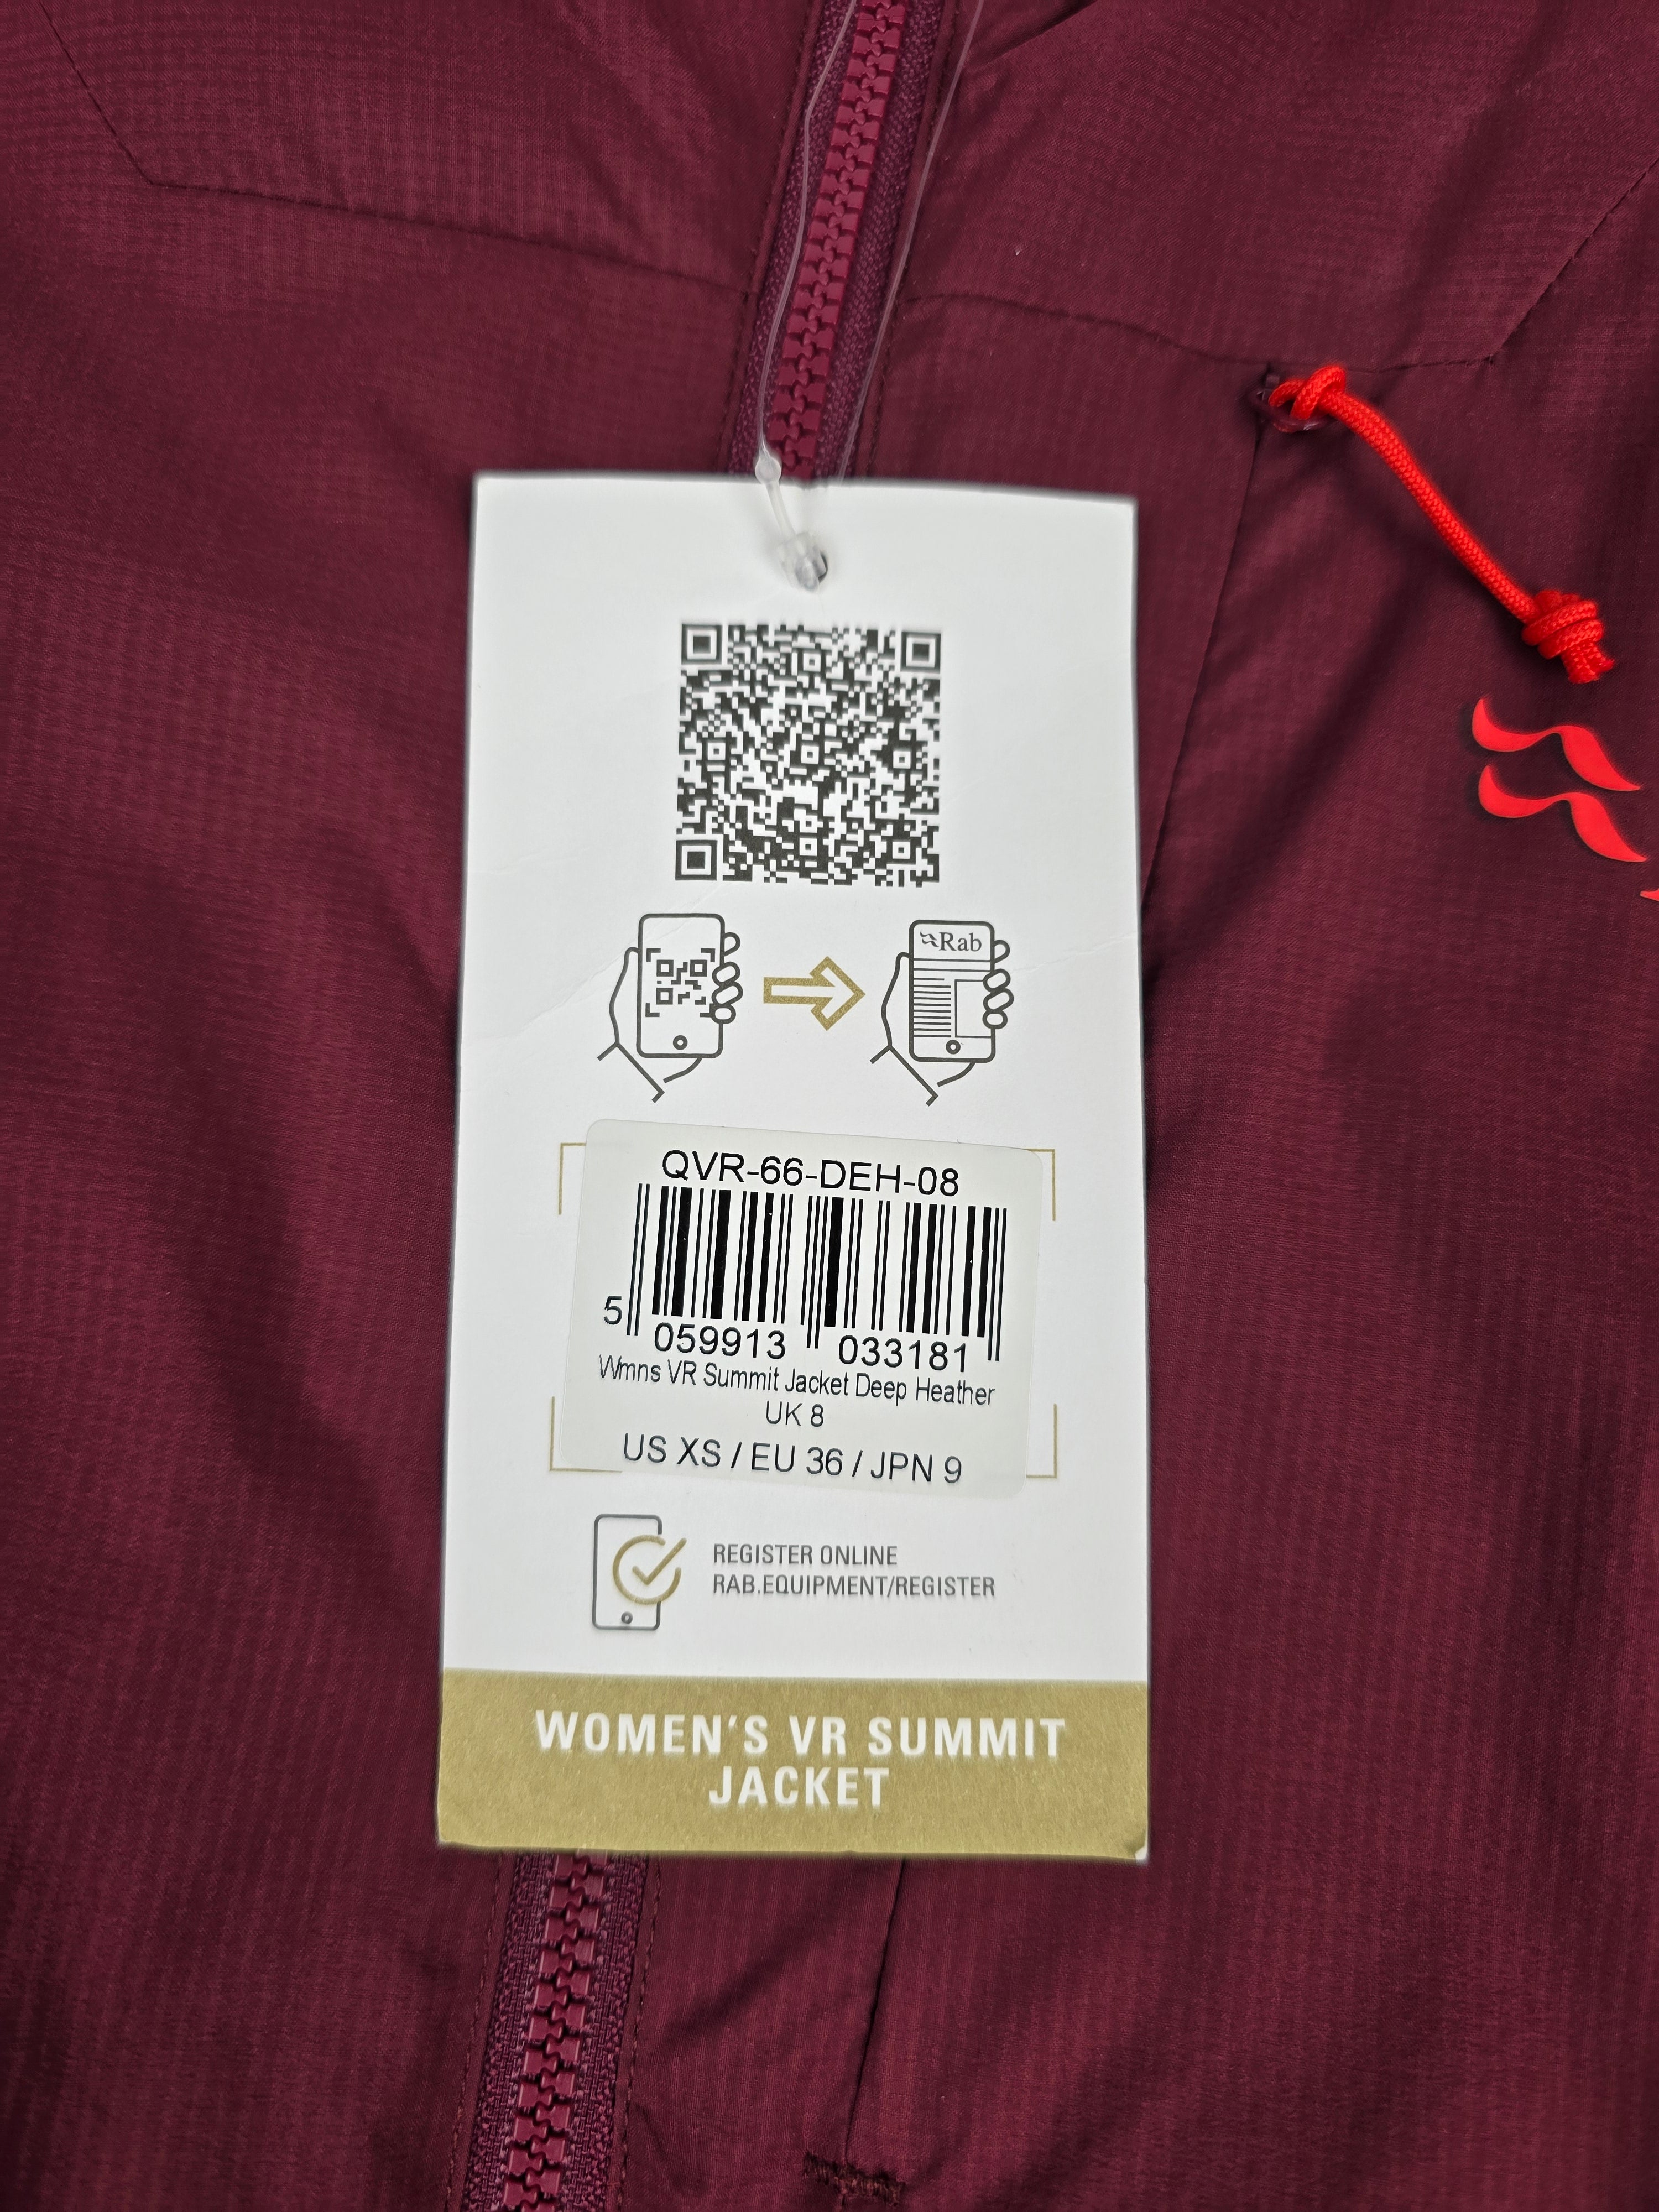 Rab
QVR-66-DEH-08
5 059913 033181
Wmns VR Summit Jacket Deep Heather
UK 8
US XS / EU 36 / JPN 9
REGISTER ONLINE
RAB.EQUIPMENT/REGISTER
WOMEN'S VR SUMMIT
JACKET